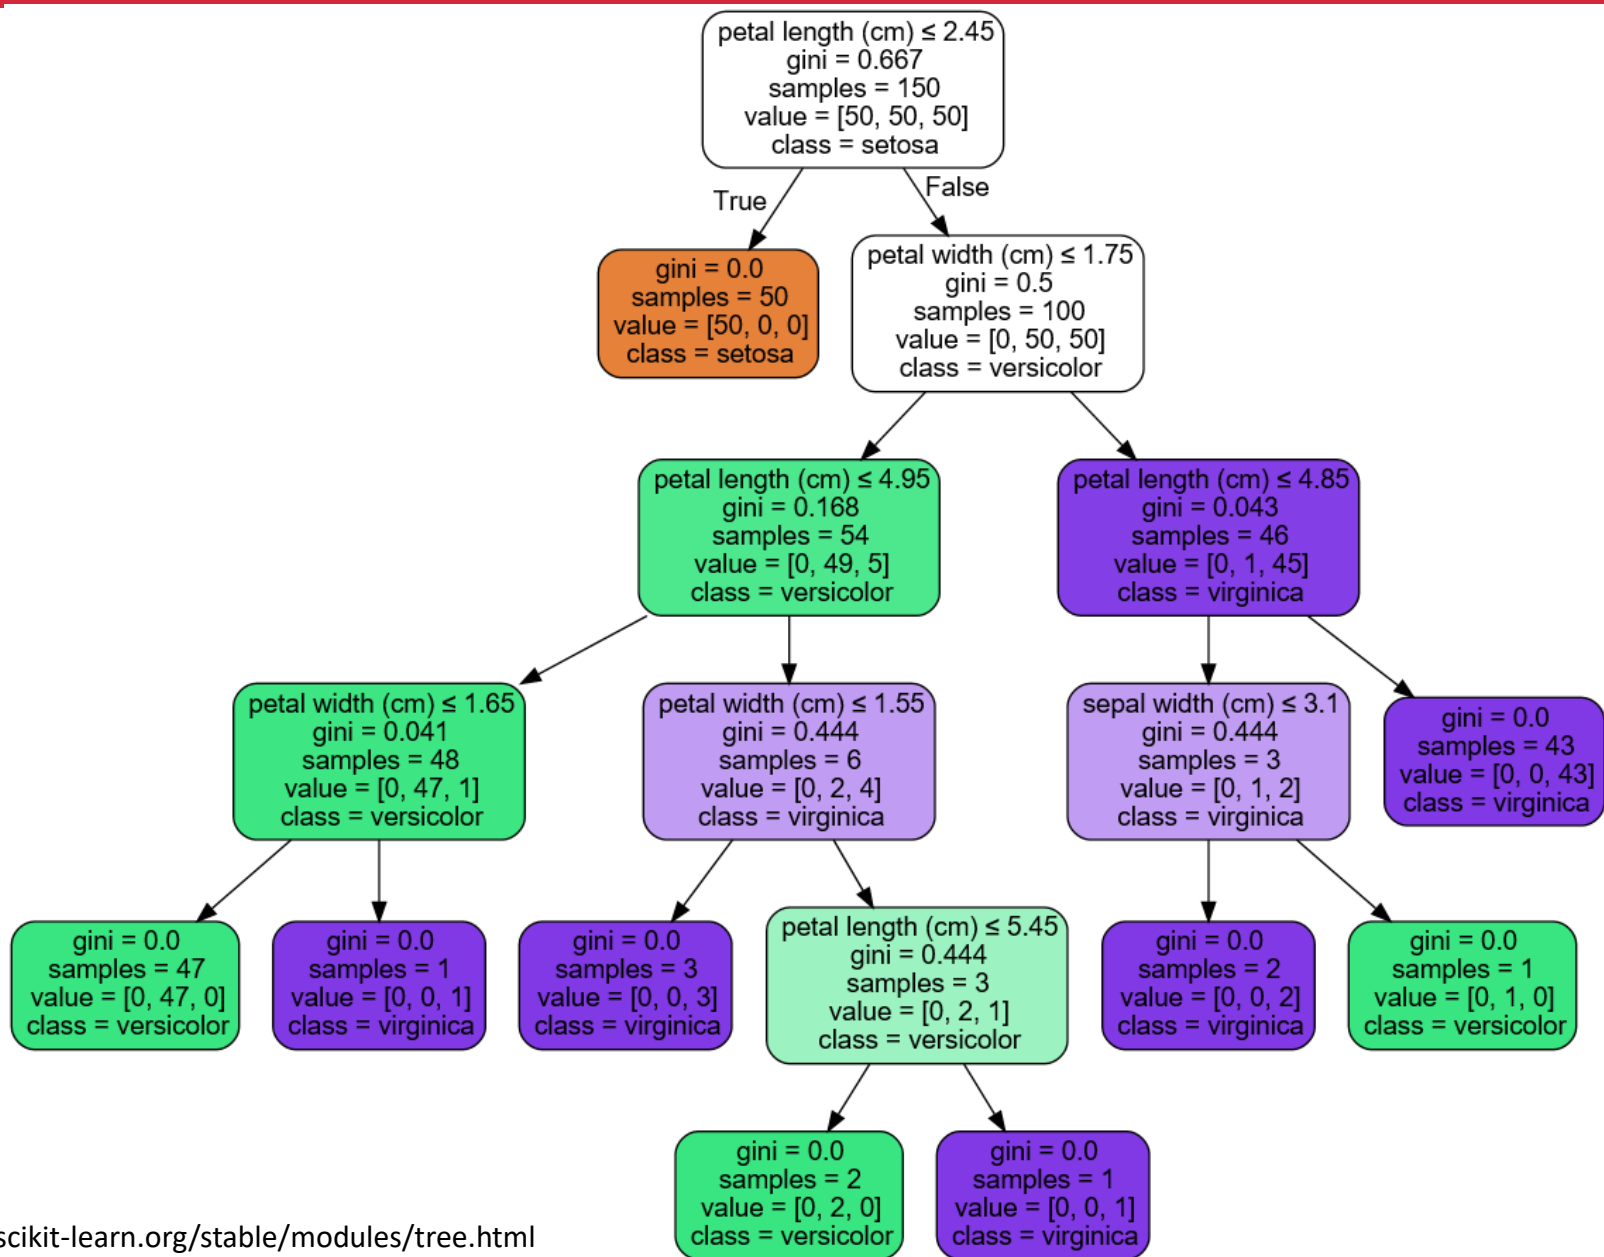 petal length (cm) ≤ 2.45
gini = 0.667
samples = 150
value = [50, 50, 50]
class = setosa
True
False
gini = 0.0
samples = 50
value = [50, 0, 0]
class = setosa
petal width (cm) ≤ 1.75
gini = 0.5
samples = 100
value = [0, 50, 50]
class = versicolor
petal length (cm) ≤ 4.95
gini = 0.168
samples = 54
value = [0, 49, 5]
class = versicolor
petal length (cm) ≤ 4.85
gini = 0.043
samples = 46
value = [0, 1, 45]
class = virginica
petal width (cm) ≤ 1.65
gini = 0.041
samples = 48
value = [0, 47, 1]
class = versicolor
petal width (cm) ≤ 1.55
gini = 0.444
samples = 6
value = [0, 2, 4]
class = virginica
sepal width (cm) ≤ 3.1
gini = 0.444
samples = 3
value = [0, 1, 2]
class = virginica
gini = 0.0
samples = 43
value = [0, 0, 43]
class = virginica
gini = 0.0
samples = 47
value = [0, 47, 0]
class = versicolor
gini = 0.0
samples = 1
value = [0, 0, 1]
class = virginica
gini = 0.0
samples = 3
value = [0, 0, 3]
class = virginica
petal length (cm) ≤ 5.45
gini = 0.444
samples = 3
value = [0, 2, 1]
class = versicolor
gini = 0.0
samples = 2
value = [0, 0, 2]
class = virginica
gini = 0.0
samples = 1
value = [0, 1, 0]
class = versicolor
gini = 0.0
samples = 2
value = [0, 2, 0]
class = versicolor
gini = 0.0
samples = 1
value = [0, 0, 1]
class = virginica
scikit-learn.org/stable/modules/tree.html